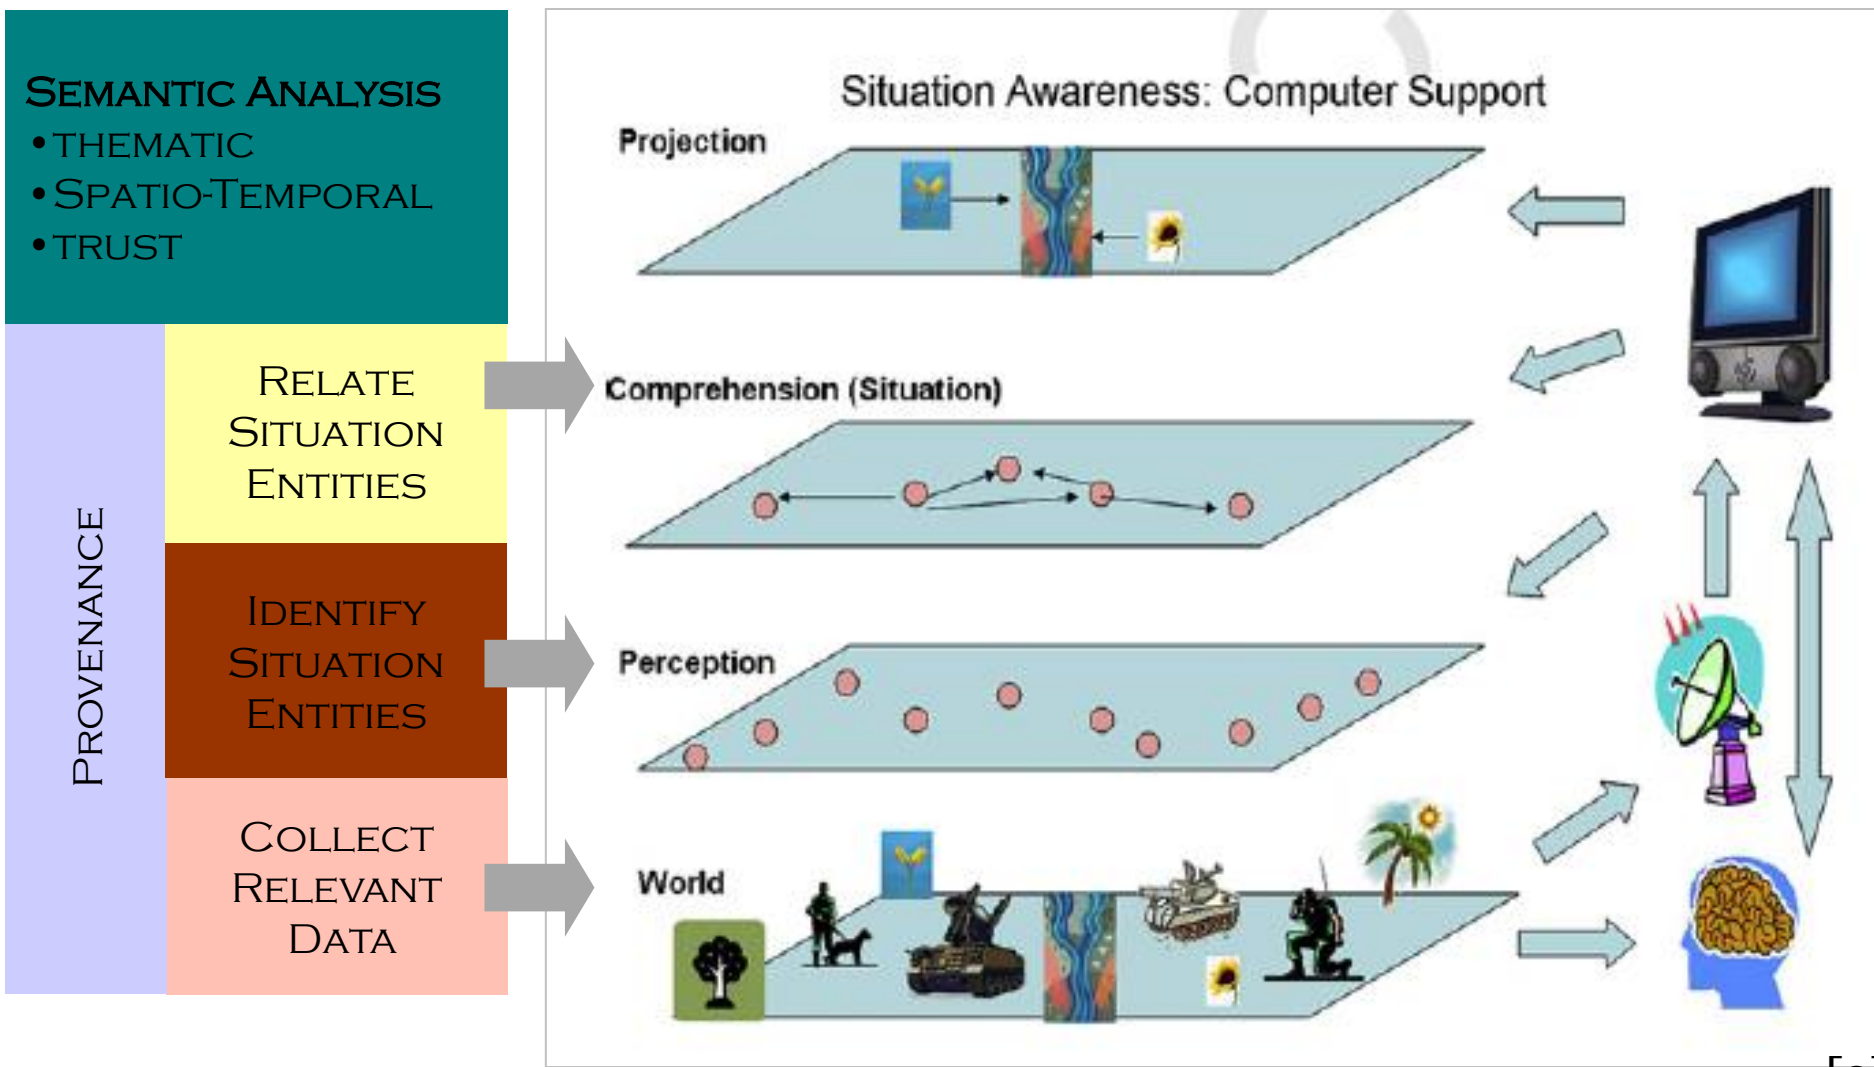 Semantic Analysis
•thematic
•Spatio-Temporal
•trust
Provenance
Relate
Situation
Entities
Identify
Situation
Entities
Collect
Relevant
Data
Situation Awareness: Computer Support
Projection
Comprehension (Situation)
Perception
World